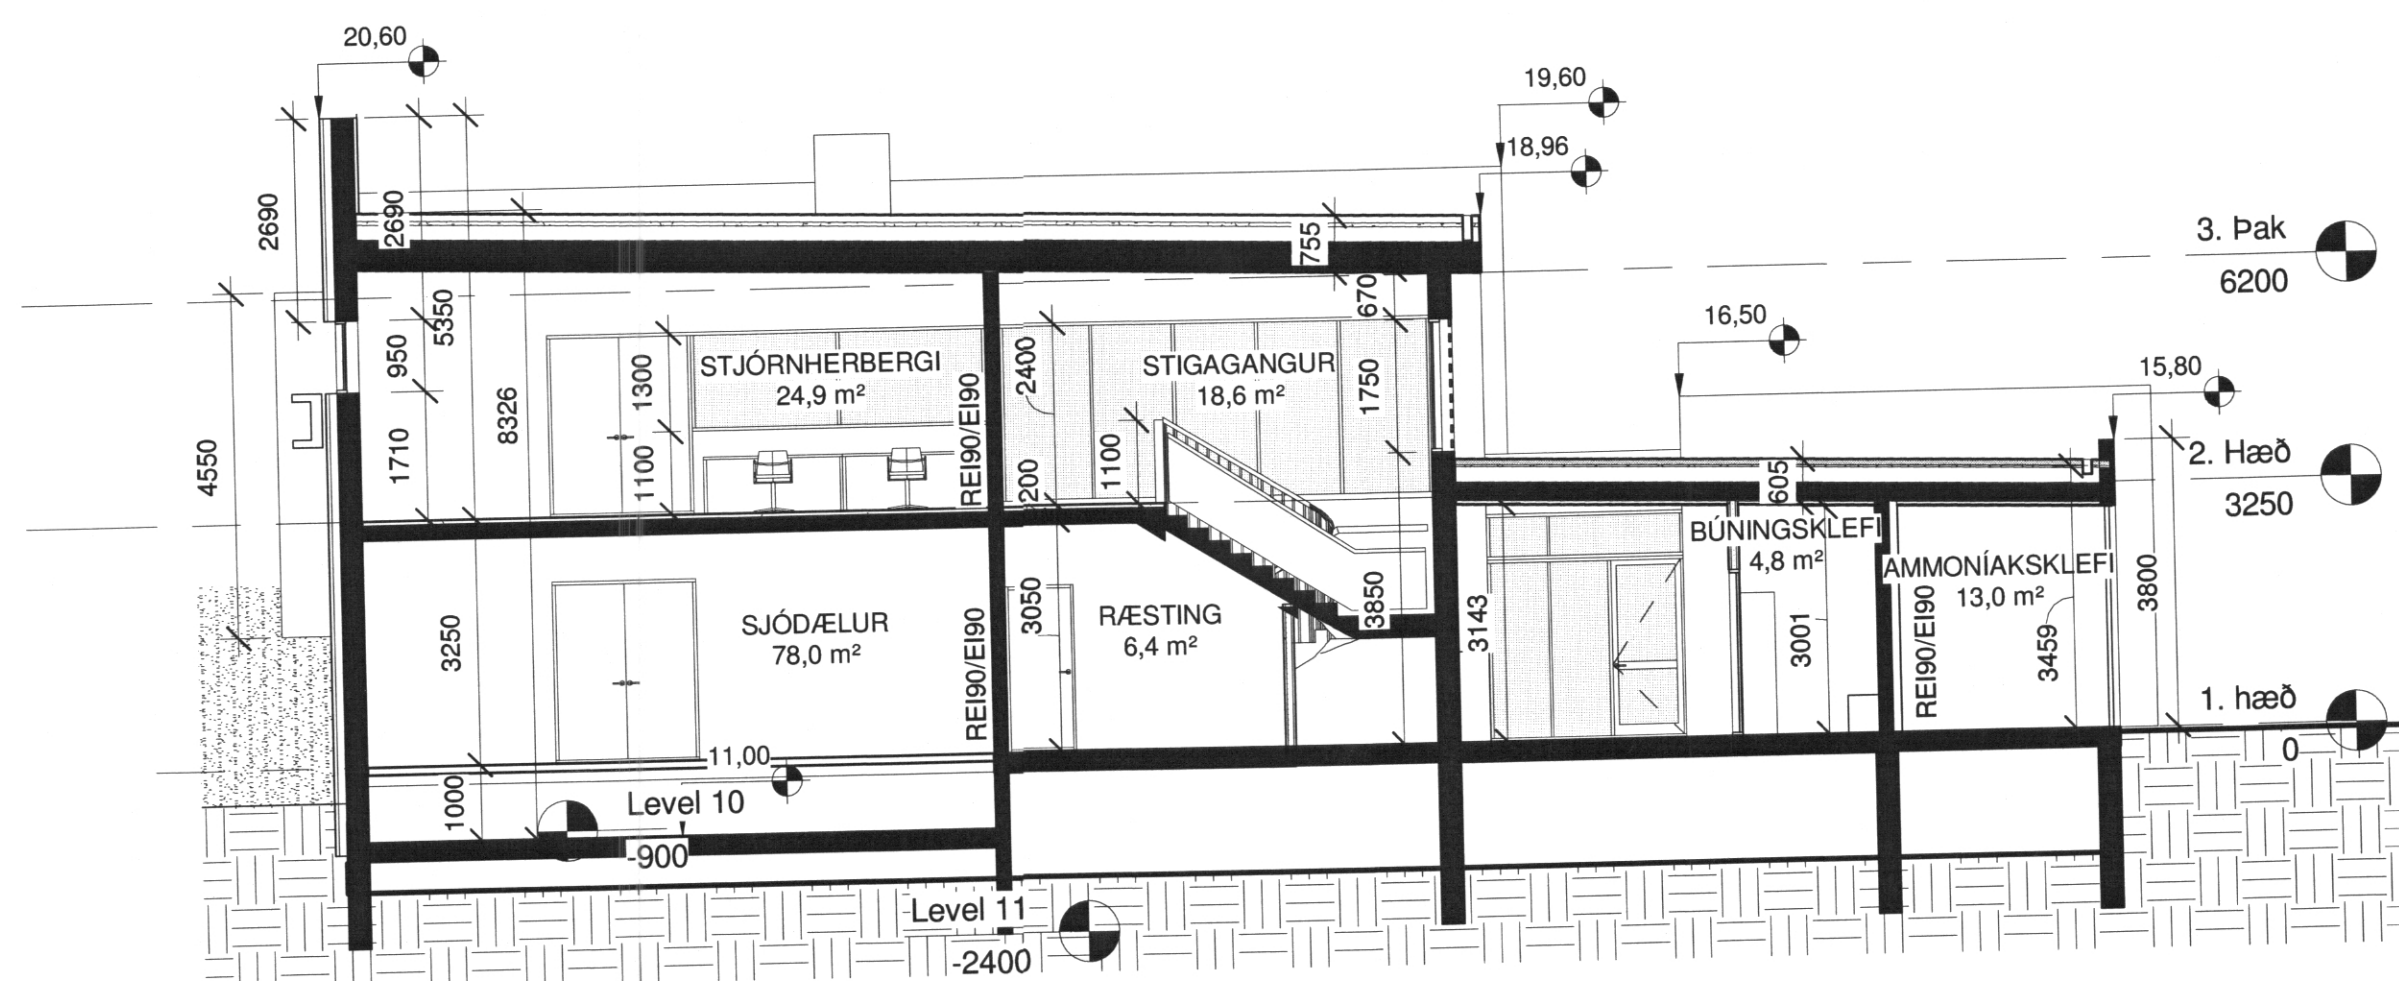 20,60
19,60
18,96
2690
2690
755
3. Þak
6200
670
5350
950
1300
STJÓRNHERBERGI
24,9 m²
2400
STIGAGANGUR
18,6 m²
1750
16,50
15,80
8326
1710
1100
REI90/EI90
200
1100
4550
605
2. Hæð
3250
BÚNINGSKLEFI
4,8 m²
AMMONÍAKSKLEFI
13,0 m²
3800
3250
SJÓDÆLUR
78,0 m²
REI90/EI90
3050
RÆSTING
6,4 m²
3850
3143
3001
REI90/EI90
3459
1. hæð
0
11,00
1000
Level 10
-900
Level 11
-2400